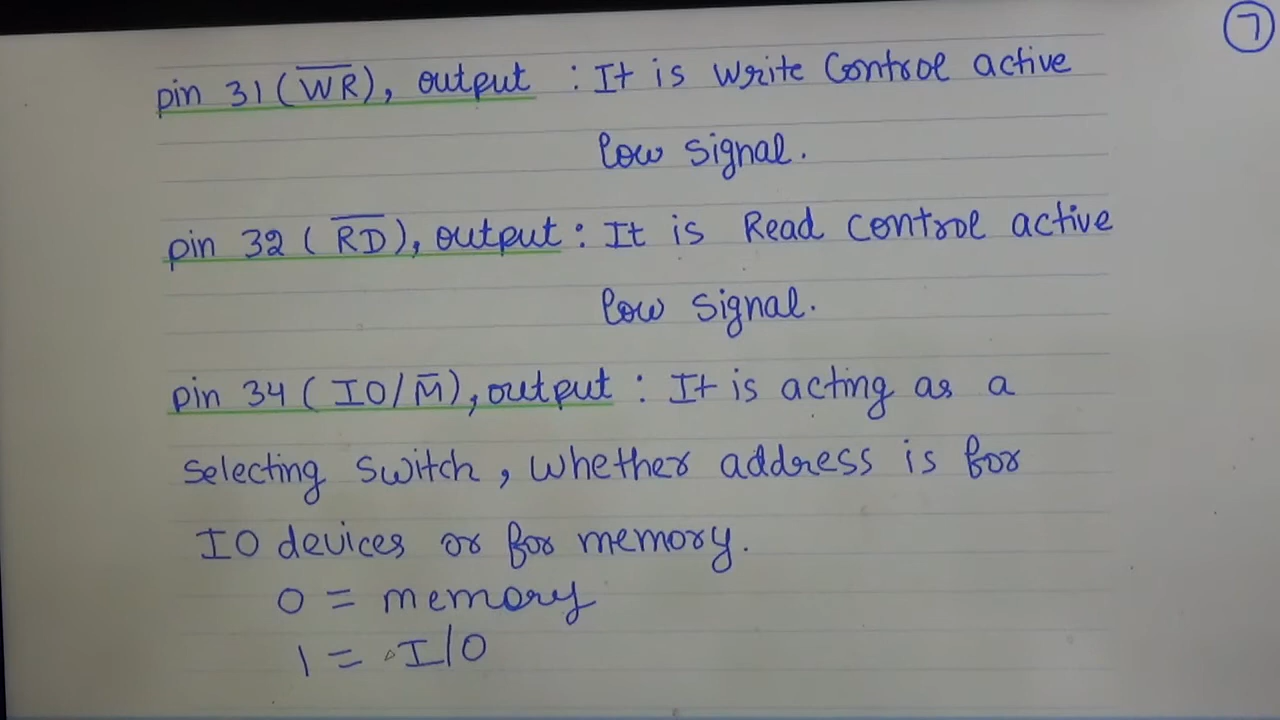 7
pin 31 (W̅R̅), output : It is Write Control active
low signal.
pin 32 (R̅D̅), output : It is Read control active
low signal.
pin 34 (IO/M̅), output : It is acting as a
selecting switch, whether address is for
IO devices or for memory.
0 = memory
1 = I/O